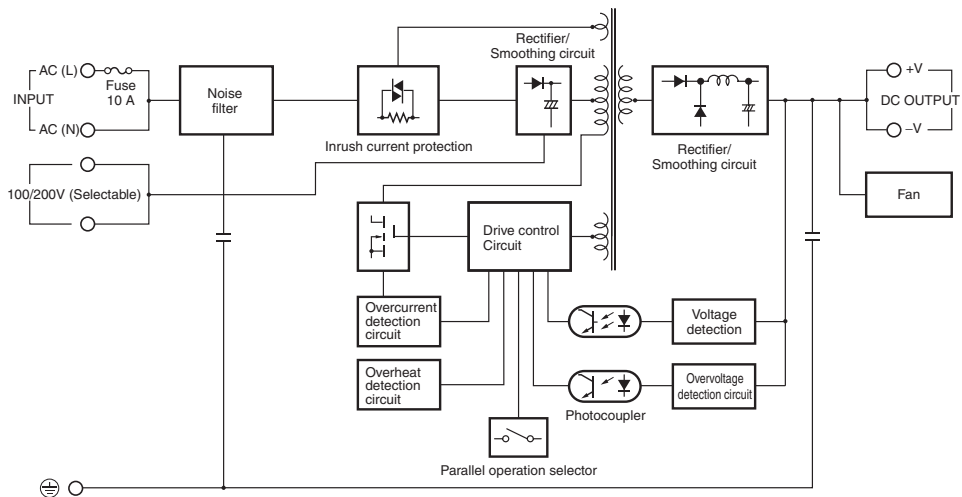 AC (L)
Fuse
10 A
INPUT
AC (N)
Noise
filter
Inrush current protection
Rectifier/
Smoothing circuit
Rectifier/
Smoothing circuit
+V
DC OUTPUT
–V
100/200V (Selectable)
Fan
Drive control
Circuit
Overcurrent
detection
circuit
Voltage
detection
Overheat
detection
circuit
Overvoltage
detection circuit
Photocoupler
Parallel operation selector